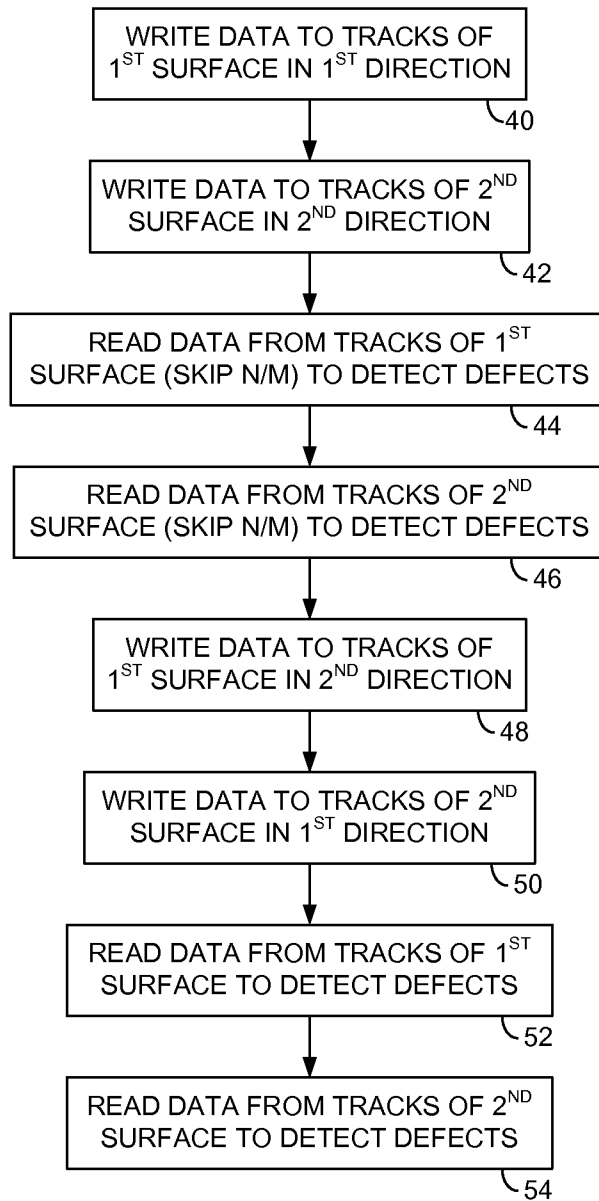 WRITE DATA TO TRACKS OF
1ST SURFACE IN 1ST DIRECTION
40
WRITE DATA TO TRACKS OF 2ND
SURFACE IN 2ND DIRECTION
42
READ DATA FROM TRACKS OF 1ST
SURFACE (SKIP N/M) TO DETECT DEFECTS
44
READ DATA FROM TRACKS OF 2ND
SURFACE (SKIP N/M) TO DETECT DEFECTS
46
WRITE DATA TO TRACKS OF
1ST SURFACE IN 2ND DIRECTION
48
WRITE DATA TO TRACKS OF 2ND
SURFACE IN 1ST DIRECTION
50
READ DATA FROM TRACKS OF 1ST
SURFACE TO DETECT DEFECTS
52
READ DATA FROM TRACKS OF 2ND
SURFACE TO DETECT DEFECTS
54